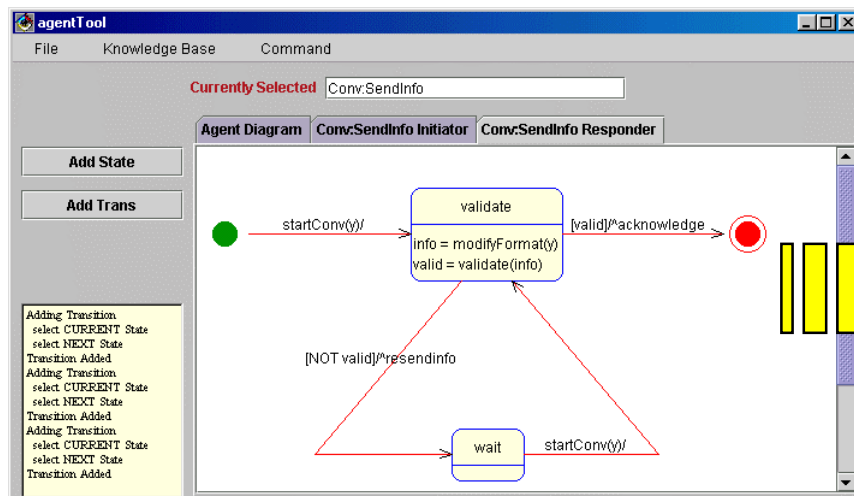 agentTool
File Knowledge Base Command
Currently Selected Conv:SendInfo
Agent Diagram Conv:SendInfo Initiator Conv:SendInfo Responder
Add State
Add Trans
validate
startConv(y)/
[valid]/^acknowledge
info = modifyFormat(y)
valid = validate(info)
[NOT valid]/^resendinfo
wait
startConv(y)/
Adding Transition
select CURRENT State
select NEXT State
Transition Added
Adding Transition
select CURRENT State
select NEXT State
Transition Added
Adding Transition
select CURRENT State
select NEXT State
Transition Added